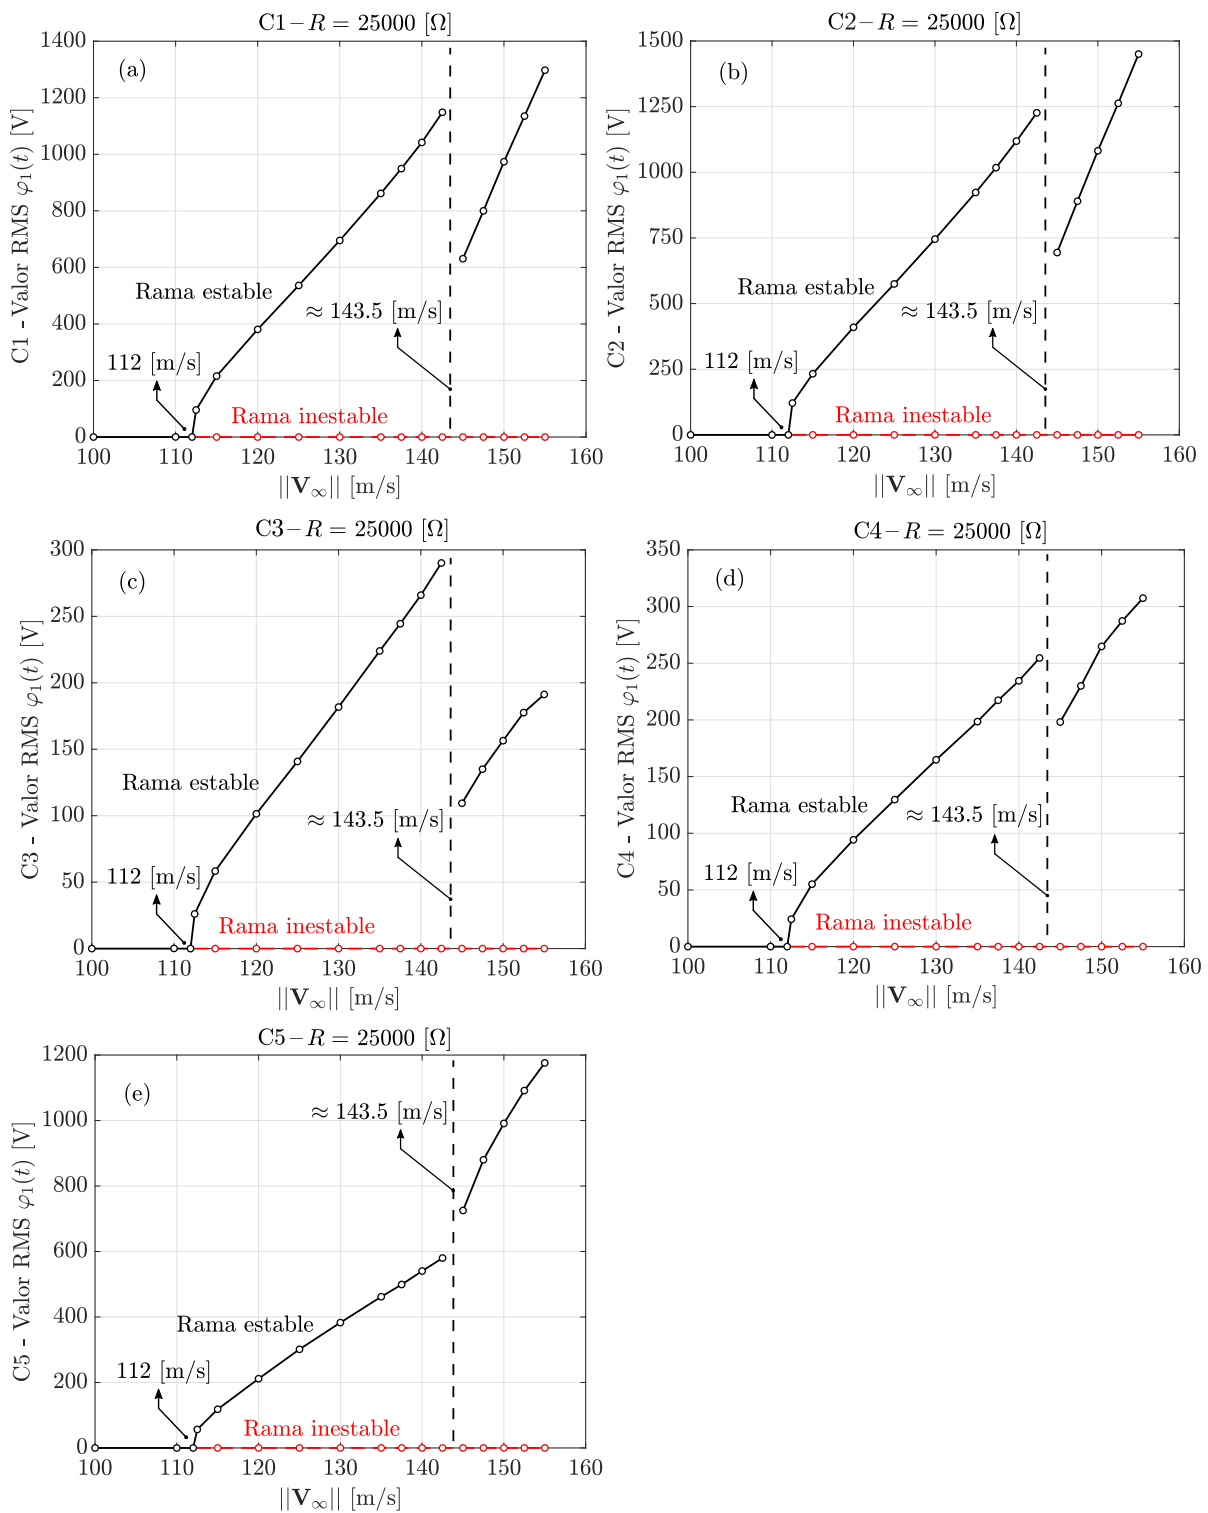 C1−R = 25000 [Ω]
(a)
C1 - Valor RMS φ₁(t) [V]
1400
1200
1000
800
600
400
200
0
Rama estable
≈ 143.5 [m/s]
112 [m/s]
Rama inestable
100 110 120 130 140 150 160
||V∞|| [m/s]
C2−R = 25000 [Ω]
(b)
C2 - Valor RMS φ₁(t) [V]
1500
1250
1000
750
500
250
0
Rama estable
≈ 143.5 [m/s]
112 [m/s]
Rama inestable
100 110 120 130 140 150 160
||V∞|| [m/s]
C3−R = 25000 [Ω]
(c)
C3 - Valor RMS φ₁(t) [V]
300
250
200
150
100
50
0
Rama estable
≈ 143.5 [m/s]
112 [m/s]
Rama inestable
100 110 120 130 140 150 160
||V∞|| [m/s]
C4−R = 25000 [Ω]
(d)
C4 - Valor RMS φ₁(t) [V]
350
300
250
200
150
100
50
0
Rama estable
≈ 143.5 [m/s]
112 [m/s]
Rama inestable
100 110 120 130 140 150 160
||V∞|| [m/s]
C5−R = 25000 [Ω]
(e)
C5 - Valor RMS φ₁(t) [V]
1200
1000
800
600
400
200
0
≈ 143.5 [m/s]
Rama estable
112 [m/s]
Rama inestable
100 110 120 130 140 150 160
||V∞|| [m/s]